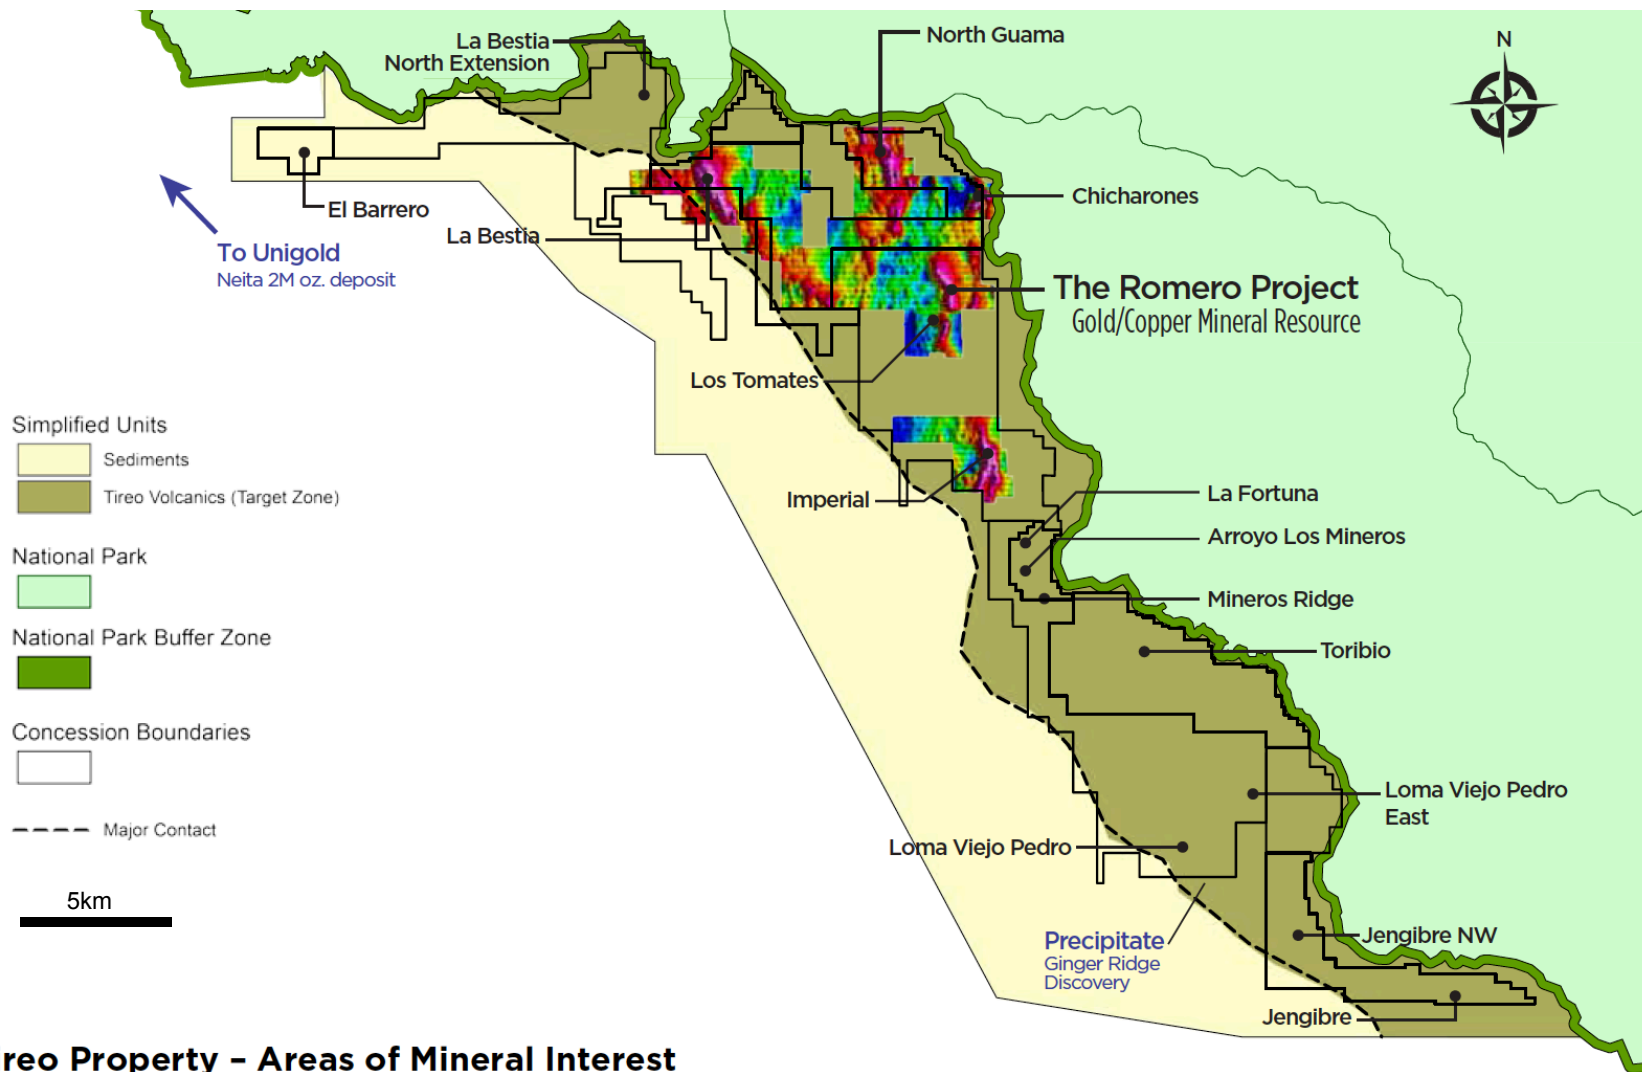 La Bestia
North Extension
North Guama
N
Chicharones
El Barrero
La Bestia
To Unigold
Neita 2M oz. deposit
The Romero Project
Gold/Copper Mineral Resource
Los Tomates
Simplified Units
Sediments
Tireo Volcanics (Target Zone)
Imperial
La Fortuna
Arroyo Los Mineros
National Park
Mineros Ridge
National Park Buffer Zone
Toribio
Concession Boundaries
Loma Viejo Pedro
East
Major Contact
Loma Viejo Pedro
5km
Precipitate
Ginger Ridge
Discovery
Jengibre NW
Jengibre
reo Property – Areas of Mineral Interest